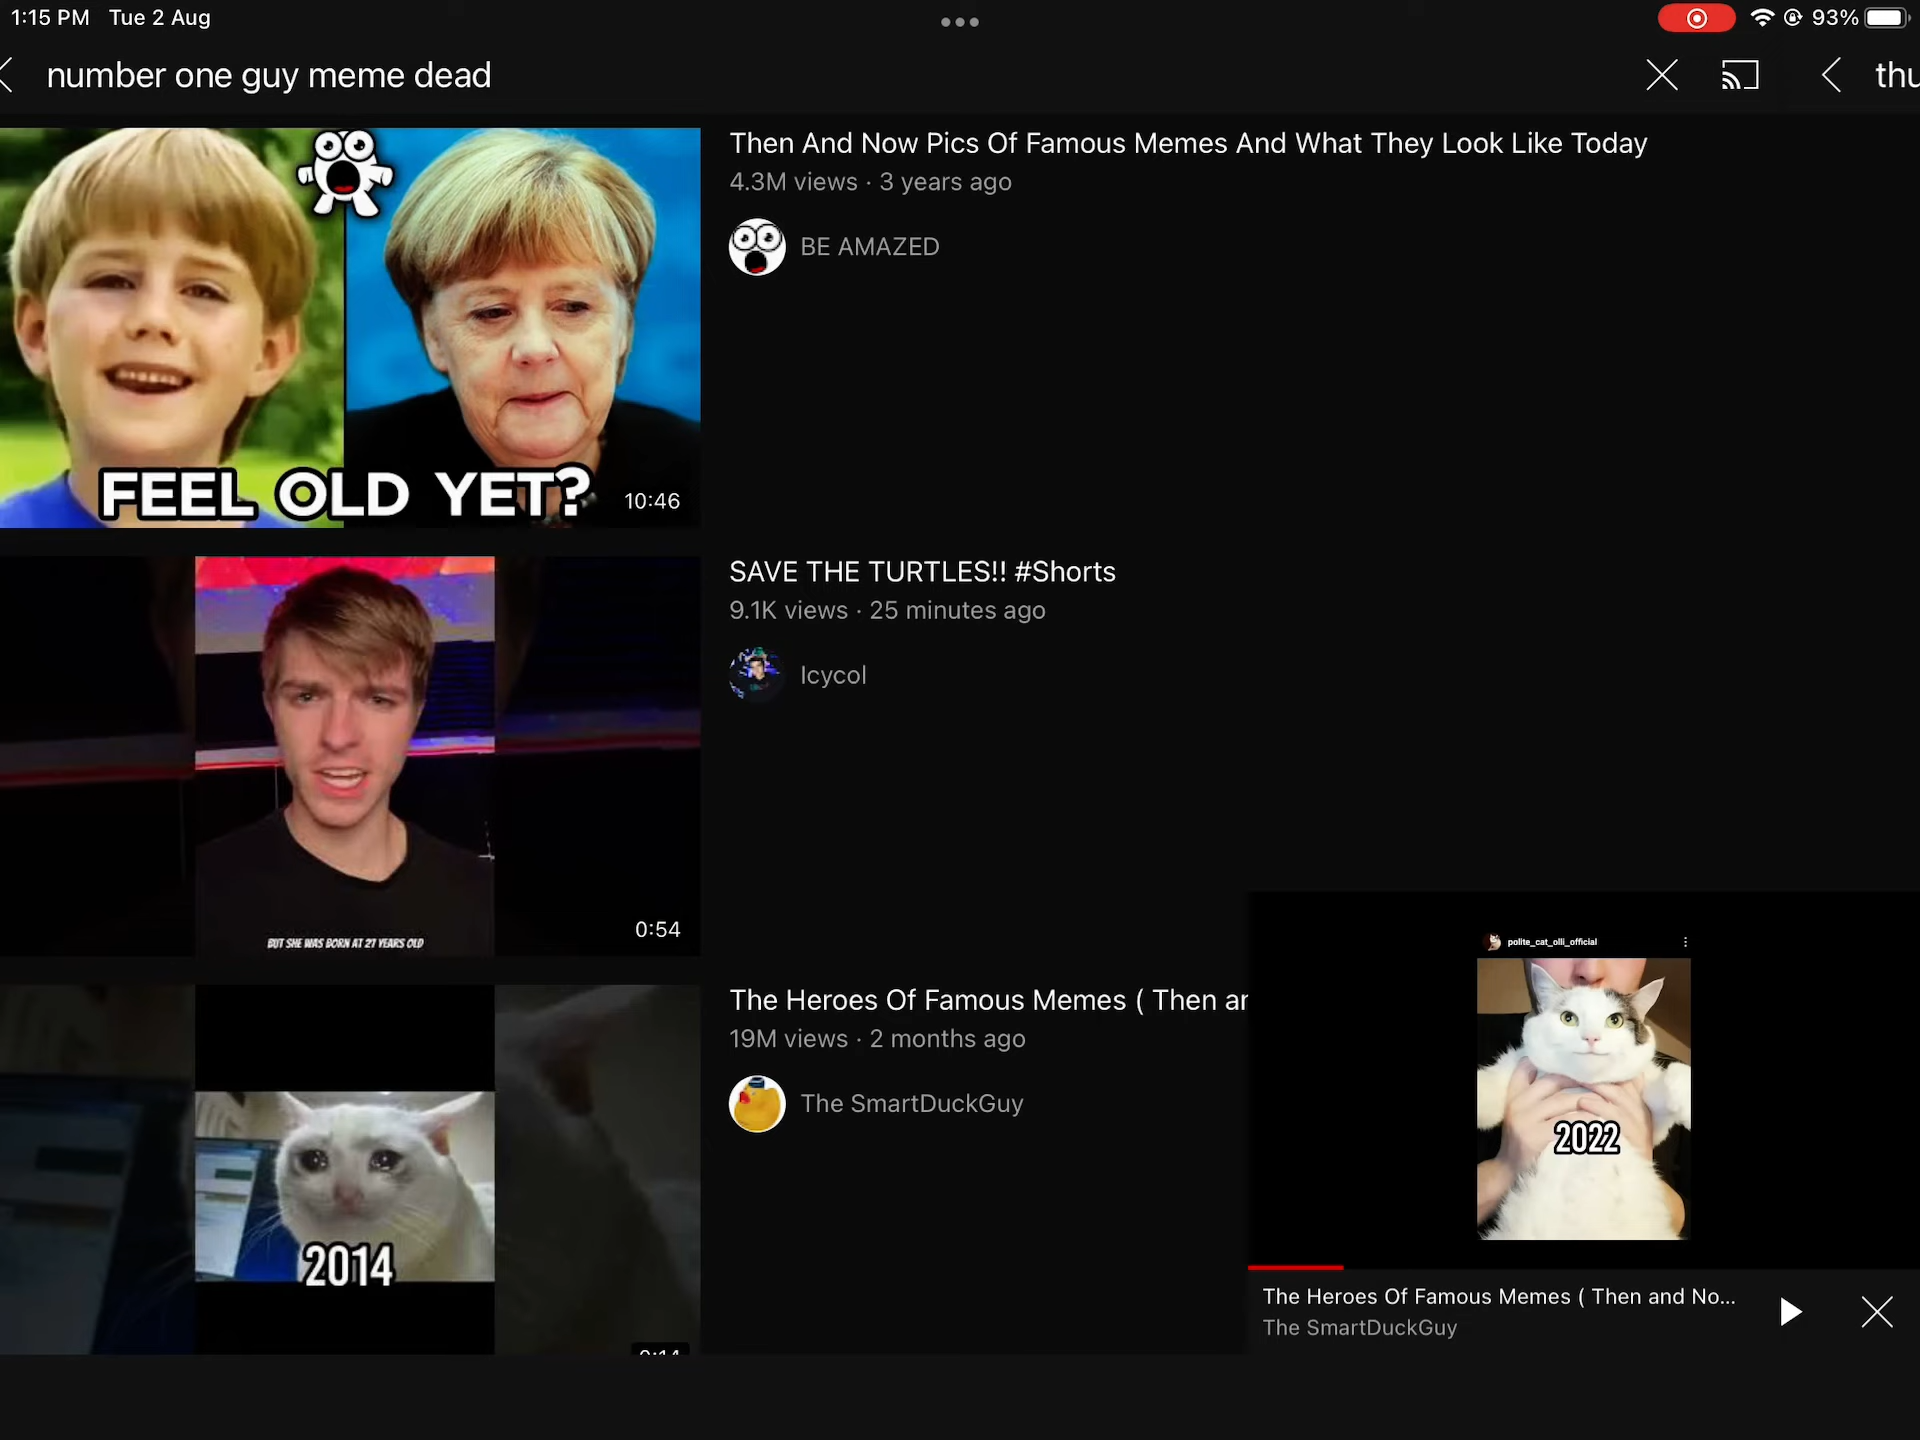 1:15 PM Tue 2 Aug
93%
number one guy meme dead
thu
FEEL OLD YET?
10:46
Then And Now Pics Of Famous Memes And What They Look Like Today
4.3M views · 3 years ago
BE AMAZED
BUT SHE WAS BORN AT 27 YEARS OLD
0:54
SAVE THE TURTLES!! #Shorts
9.1K views · 25 minutes ago
Icycol
2014
0:14
The Heroes Of Famous Memes ( Then an
19M views · 2 months ago
The SmartDuckGuy
polite_cat_olli_official
2022
The Heroes Of Famous Memes ( Then and No...
The SmartDuckGuy